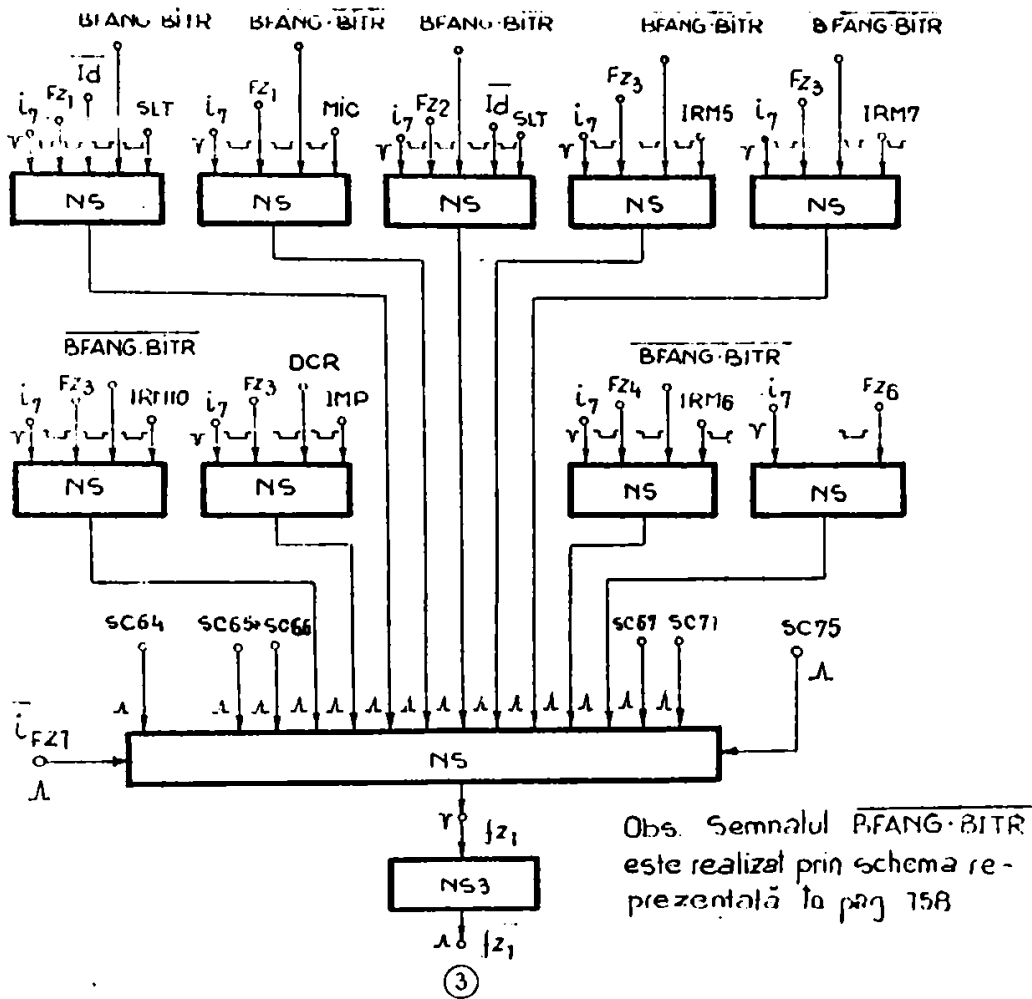 BFANG·BITR BFANG·BITR BFANG·BITR BFANG·BITR BFANG·BITR
i7 FZ1 Id SLT
i7 FZ1 MIC
i7 FZ2 Id SLT
i7 FZ3 IRM5
i7 FZ3 IRM7
NS NS NS NS NS
BFANG.BITR BFANG·BITR
i7 FZ3 IRM10
i7 FZ3 DCR IMP
i7 FZ4 IRM6
i7 FZ6
NS NS NS NS
SC64 SC65 SC66 SC67 SC71 SC75
iFZ1
NS
fz1
NS3
fz1
3
Obs. Semnalul BFANG·BITR
este realizat prin schema re-
prezentată la pag 158